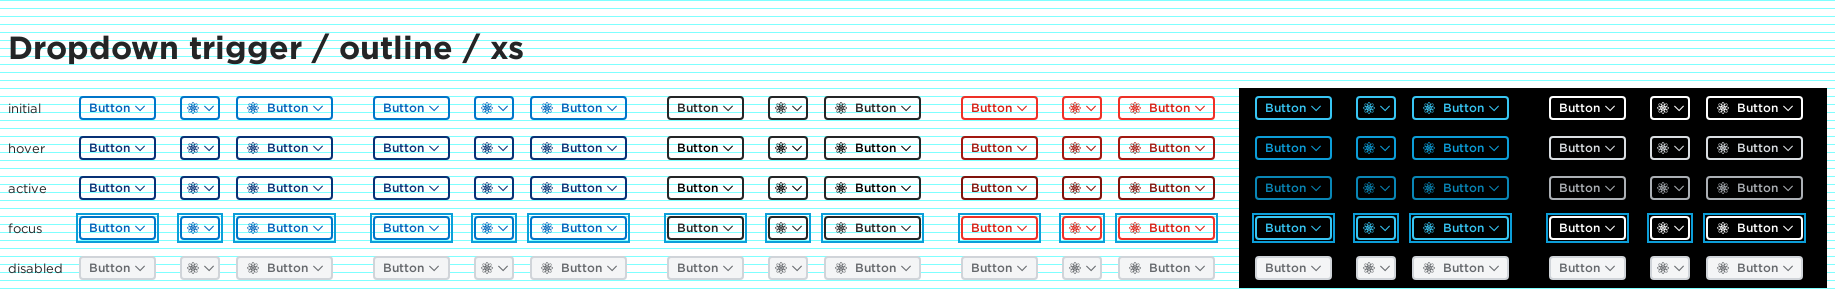 Dropdown trigger / outline / xs
initial Button Button Button Button Button Button Button Button Button Button Button Button
hover Button Button Button Button Button Button Button Button Button Button Button Button
active Button Button Button Button Button Button Button Button Button Button Button Button
focus Button Button Button Button Button Button Button Button Button Button Button Button
disabled Button Button Button Button Button Button Button Button Button Button Button Button